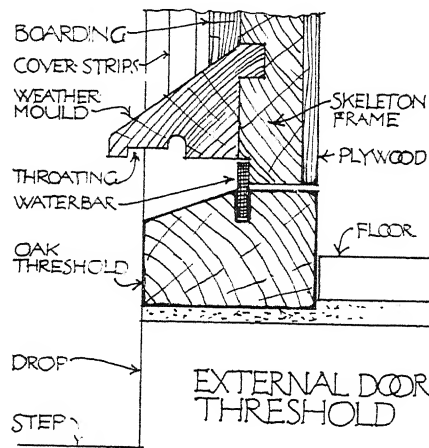 BOARDING
COVER STRIPS
WEATHER
MOULD
SKELETON
FRAME
PLYWOOD
THROATING
WATERBAR
FLOOR
OAK
THRESHOLD
DROP
STEP
EXTERNAL DOOR
THRESHOLD